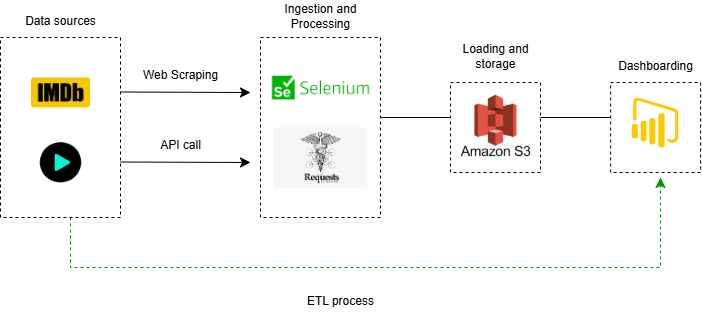 Data sources
Ingestion and
Processing
Loading and
storage
Dashboarding
IMDb
Web Scraping
Se Selenium
API call
Requests
Amazon S3
ETL process